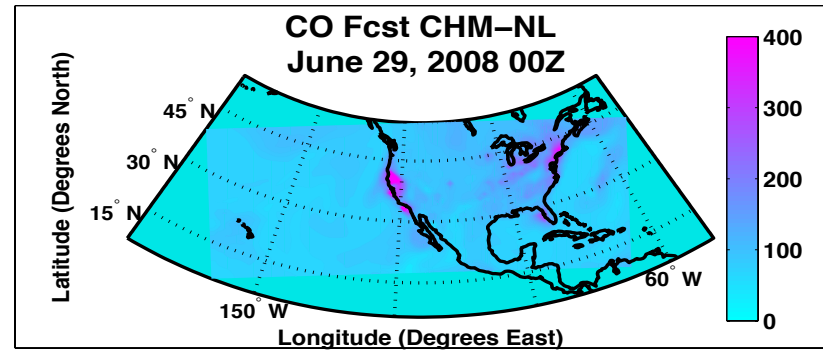 CO Fcst CHM−NL
June 29, 2008 00Z
Latitude (Degrees North)
45° N
30° N
15° N
150° W
60° W
Longitude (Degrees East)
400
300
200
100
0